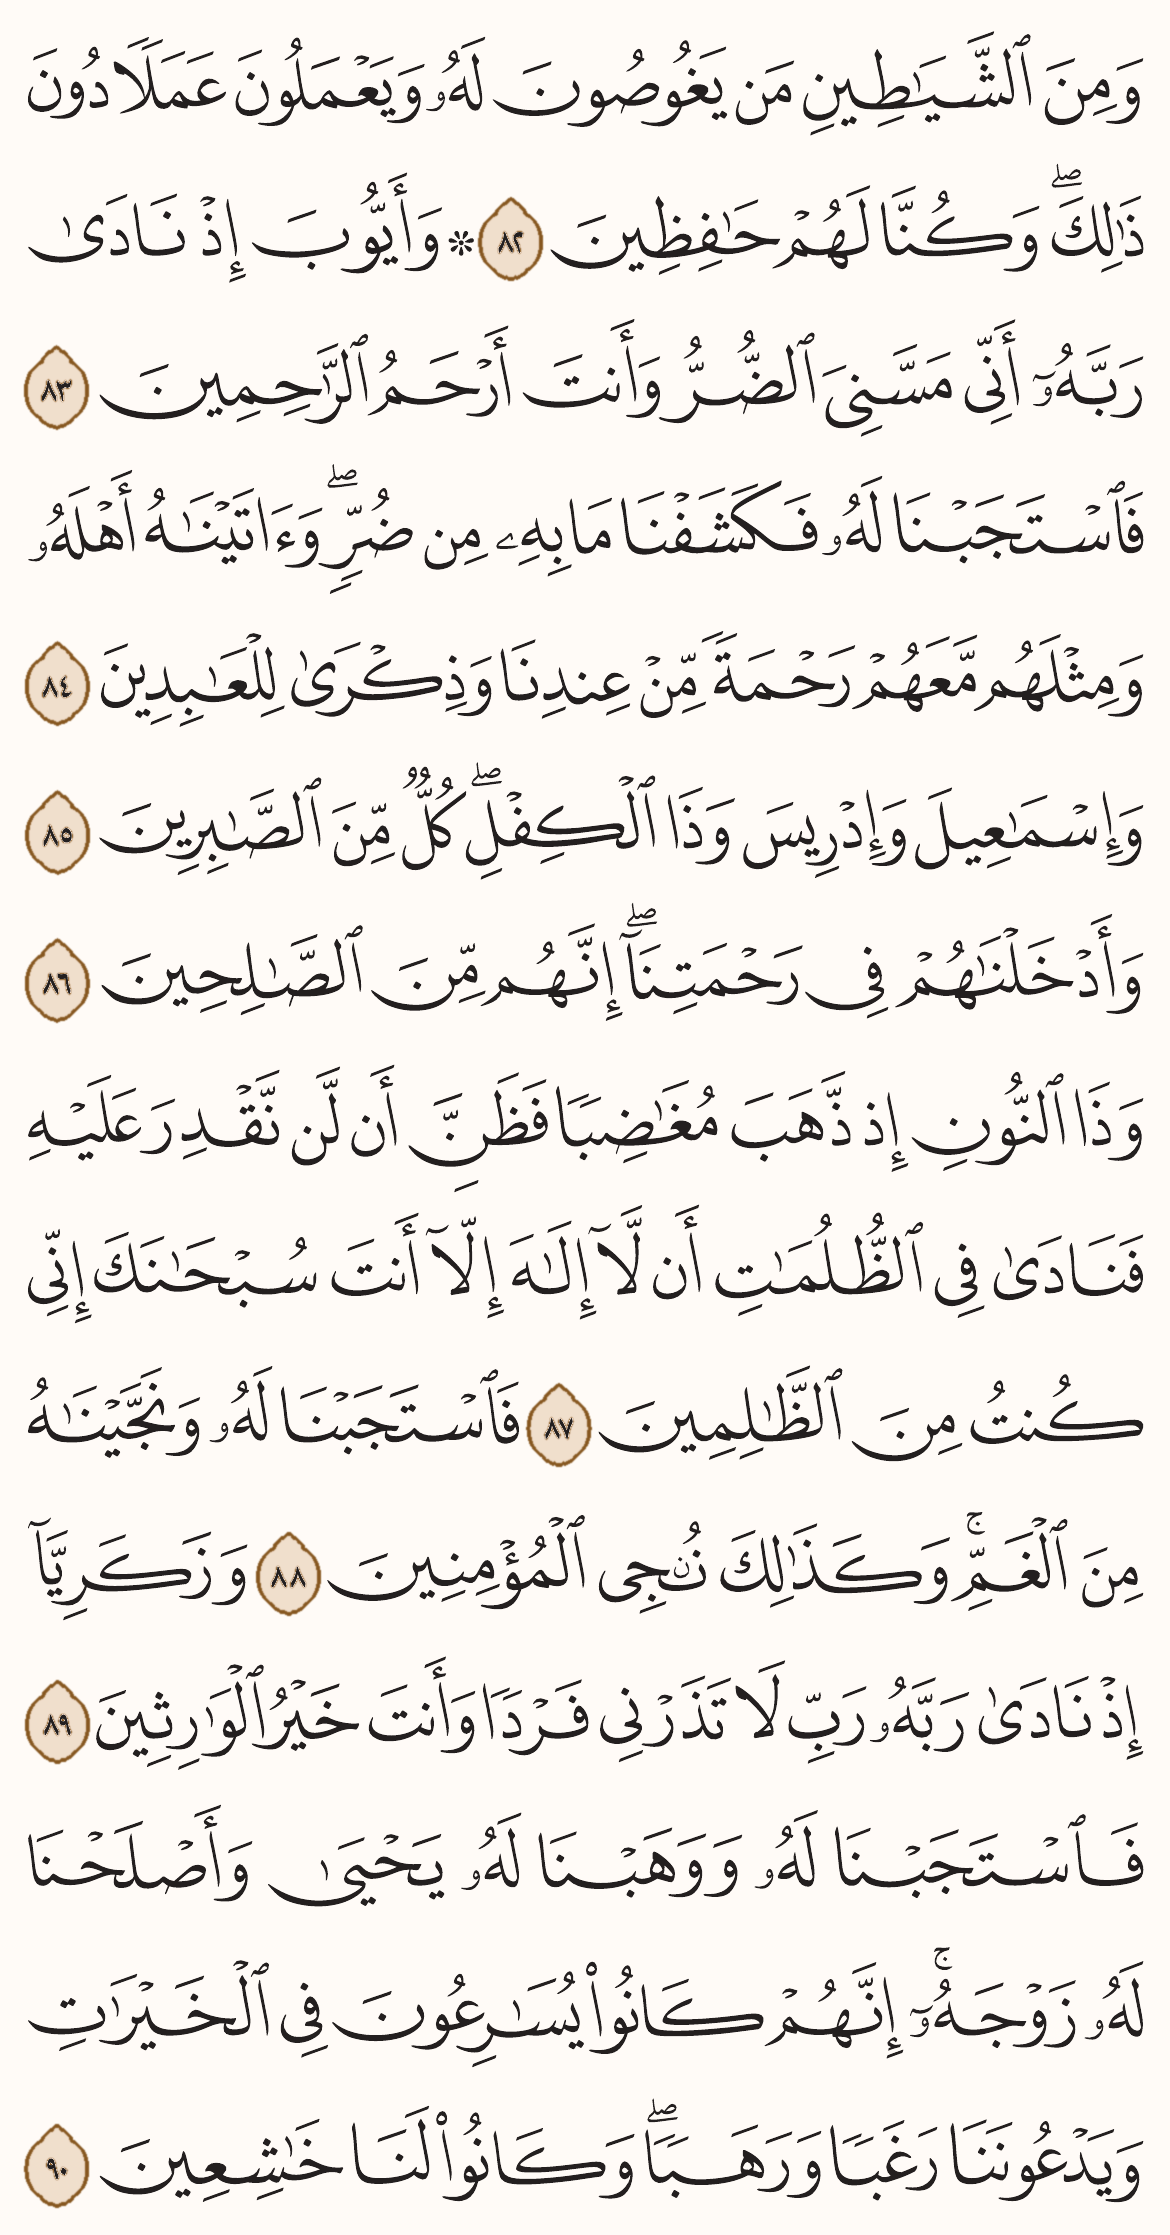 وَمِنَ ٱلشَّيَـٰطِينِ مَن يَغُوصُونَ لَهُۥ وَيَعْمَلُونَ عَمَلًا دُونَ
ذَٰلِكَ ۖ وَكُنَّا لَهُمْ حَـٰفِظِينَ ٨٢ ۞ وَأَيُّوبَ إِذْ نَادَىٰ
رَبَّهُۥٓ أَنِّى مَسَّنِىَ ٱلضُّرُّ وَأَنتَ أَرْحَمُ ٱلرَّٰحِمِينَ ٨٣
فَٱسْتَجَبْنَا لَهُۥ فَكَشَفْنَا مَا بِهِۦ مِن ضُرٍّ ۖ وَءَاتَيْنَـٰهُ أَهْلَهُۥ
وَمِثْلَهُم مَّعَهُمْ رَحْمَةً مِّنْ عِندِنَا وَذِكْرَىٰ لِلْعَـٰبِدِينَ ٨٤
وَإِسْمَـٰعِيلَ وَإِدْرِيسَ وَذَا ٱلْكِفْلِ ۖ كُلٌّ مِّنَ ٱلصَّـٰبِرِينَ ٨٥
وَأَدْخَلْنَـٰهُمْ فِى رَحْمَتِنَآ ۖ إِنَّهُم مِّنَ ٱلصَّـٰلِحِينَ ٨٦
وَذَا ٱلنُّونِ إِذ ذَّهَبَ مُغَـٰضِبًا فَظَنَّ أَن لَّن نَّقْدِرَ عَلَيْهِ
فَنَادَىٰ فِى ٱلظُّلُمَـٰتِ أَن لَّآ إِلَـٰهَ إِلَّآ أَنتَ سُبْحَـٰنَكَ إِنِّى
كُنتُ مِنَ ٱلظَّـٰلِمِينَ ٨٧ فَٱسْتَجَبْنَا لَهُۥ وَنَجَّيْنَـٰهُ
مِنَ ٱلْغَمِّ ۚ وَكَذَٰلِكَ نُـۨجِى ٱلْمُؤْمِنِينَ ٨٨ وَزَكَرِيَّآ
إِذْ نَادَىٰ رَبَّهُۥ رَبِّ لَا تَذَرْنِى فَرْدًا وَأَنتَ خَيْرُ ٱلْوَٰرِثِينَ ٨٩
فَٱسْتَجَبْنَا لَهُۥ وَوَهَبْنَا لَهُۥ يَحْيَىٰ وَأَصْلَحْنَا
لَهُۥ زَوْجَهُۥٓ ۚ إِنَّهُمْ كَانُوا۟ يُسَـٰرِعُونَ فِى ٱلْخَيْرَٰتِ
وَيَدْعُونَنَا رَغَبًا وَرَهَبًا ۖ وَكَانُوا۟ لَنَا خَـٰشِعِينَ ٩٠